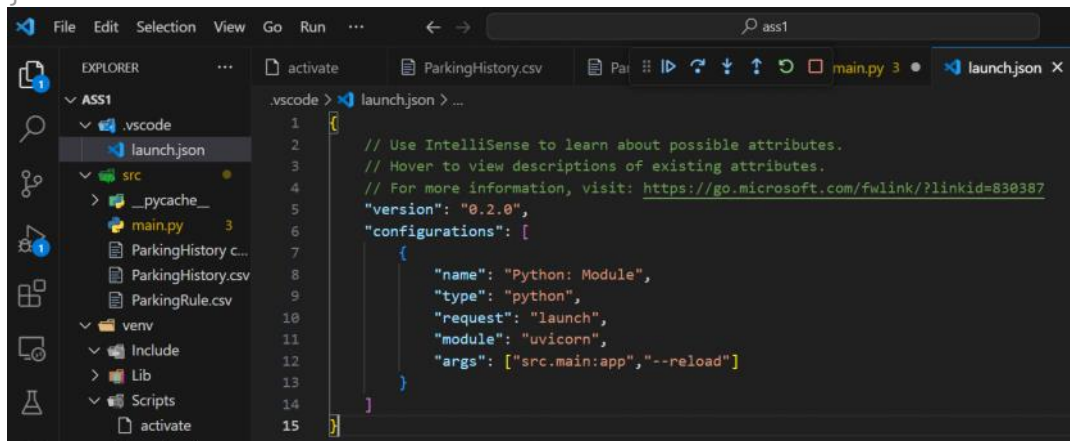 File Edit Selection View Go Run ··· ← → ass1
EXPLORER ···
activate ParkingHistory.csv main.py 3 ● launch.json ×
ASS1
.vscode
launch.json
src
__pycache__
main.py 3
ParkingHistory c...
ParkingHistory.csv
ParkingRule.csv
venv
Include
Lib
Scripts
activate
1
1
.vscode > launch.json > ...
1 {
2 // Use IntelliSense to learn about possible attributes.
3 // Hover to view descriptions of existing attributes.
4 // For more information, visit: https://go.microsoft.com/fwlink/?linkid=830387
5 "version": "0.2.0",
6 "configurations": [
7 {
8 "name": "Python: Module",
9 "type": "python",
10 "request": "launch",
11 "module": "uvicorn",
12 "args": ["src.main:app","--reload"]
13 }
14 ]
15 }